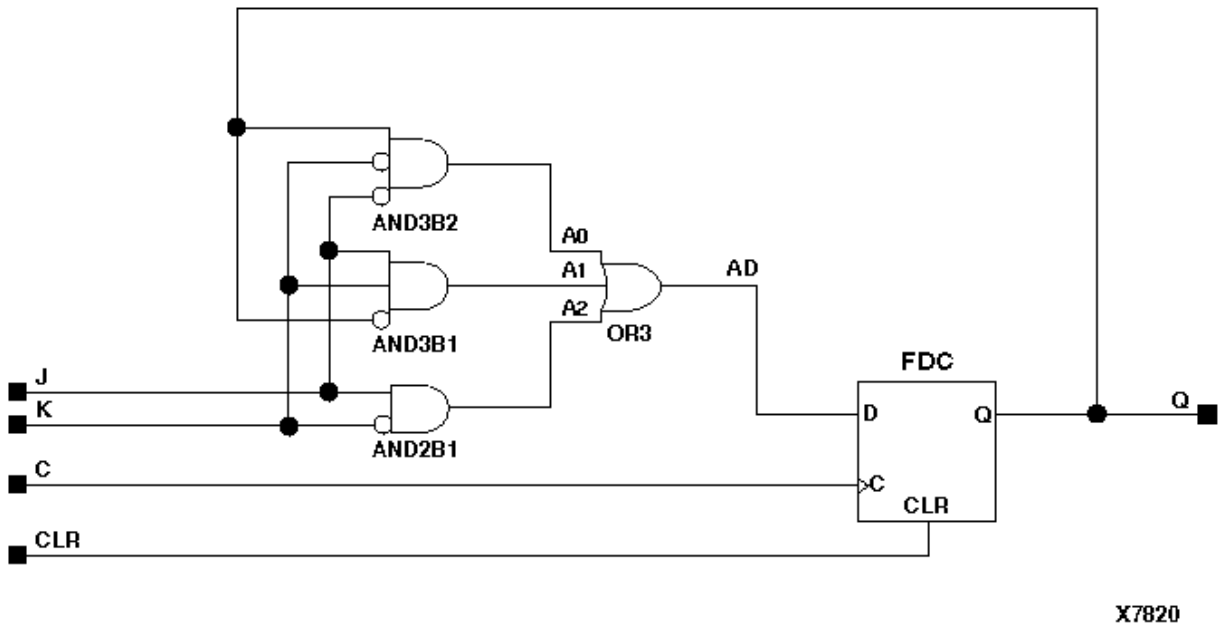 AND3B2
A0
A1
AD
A2
AND3B1
OR3
FDC
J
K
D
Q
Q
AND2B1
C
C
CLR
CLR
X7820